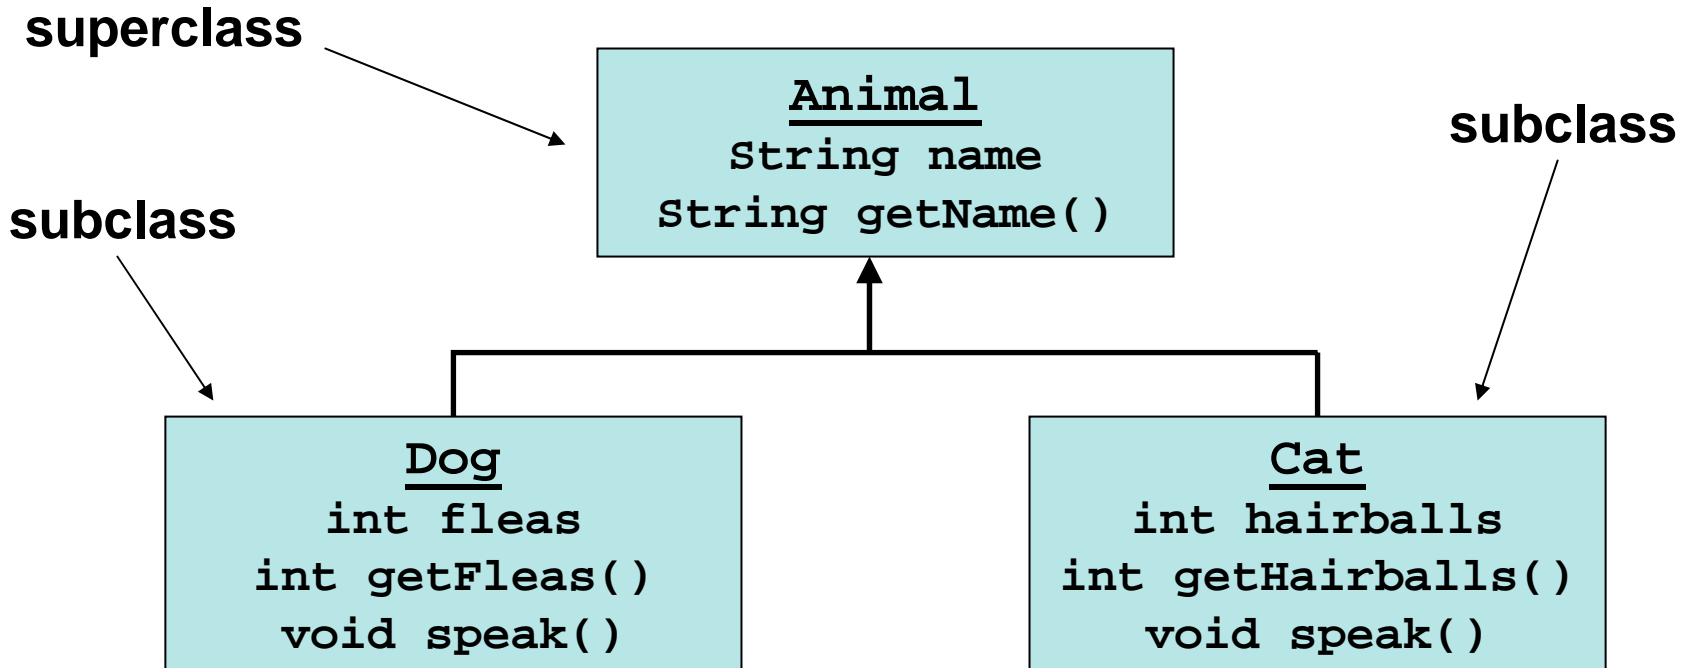 superclass
Animal
String name
String getName()
subclass
subclass
Dog
int fleas
int getFleas()
void speak()
Cat
int hairballs
int getHairballs()
void speak()